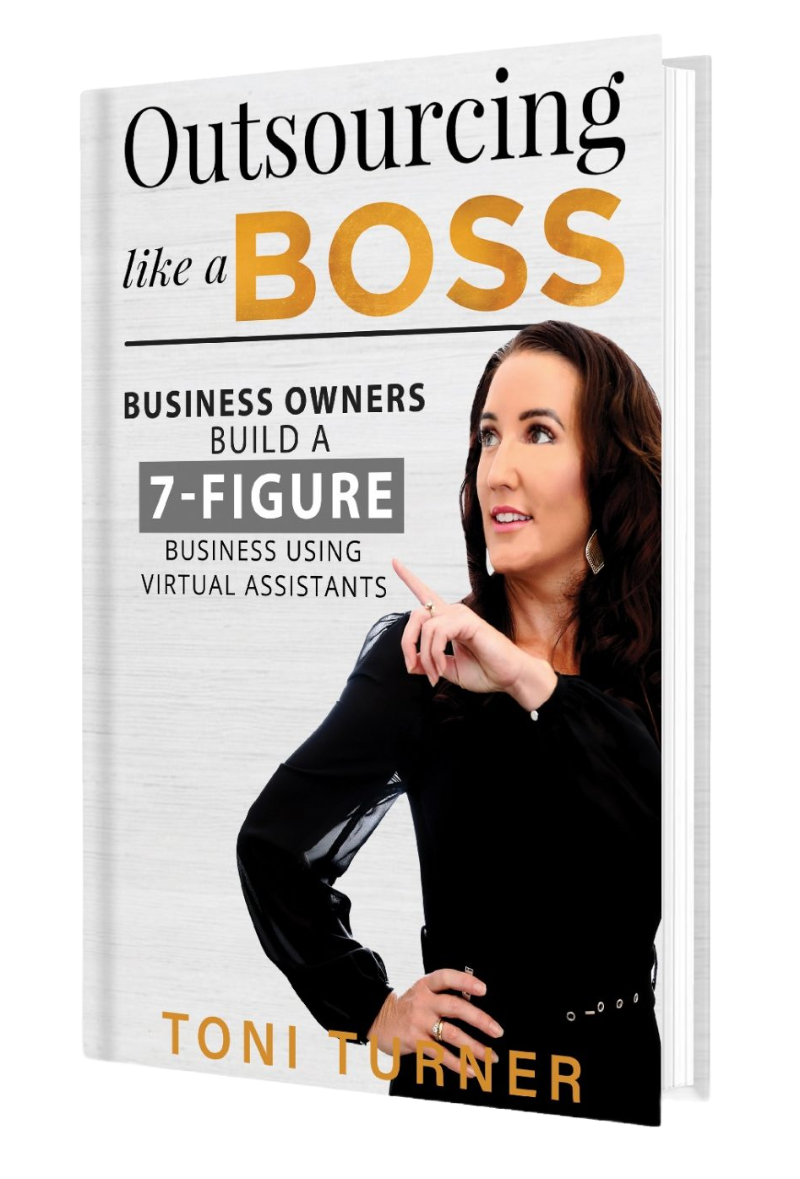 Outsourcing
like a BOSS
BUSINESS OWNERS
BUILD A
7-FIGURE
BUSINESS USING
VIRTUAL ASSISTANTS
TONI TURNER